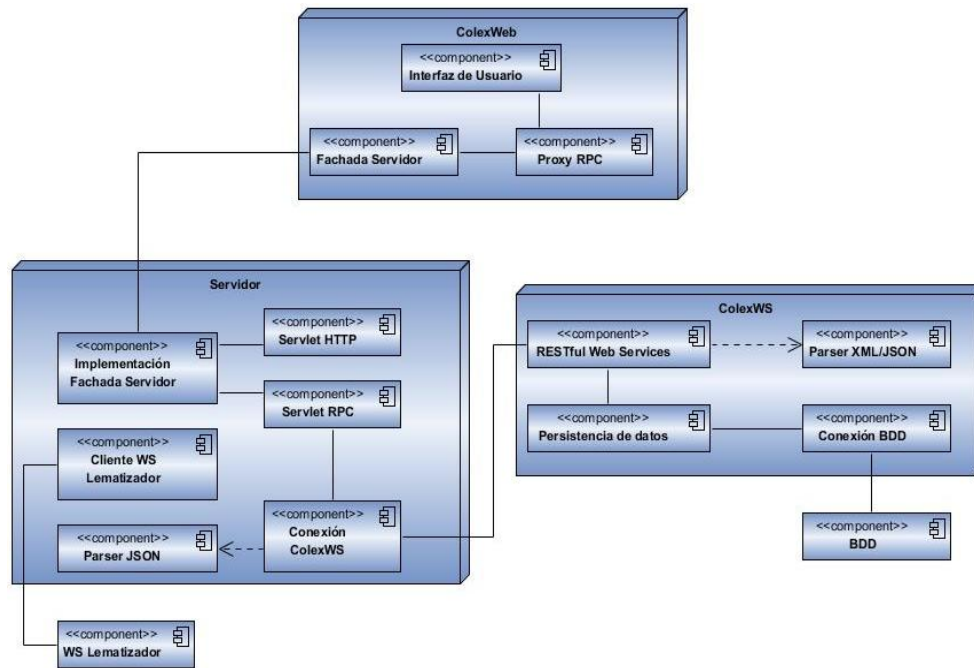 ColexWeb
<<component>>
Interfaz de Usuario
<<component>>
Fachada Servidor
<<component>>
Proxy RPC
Servidor
<<component>>
Implementación
Fachada Servidor
<<component>>
Servlet HTTP
<<component>>
Servlet RPC
<<component>>
Cliente WS
Lematizador
<<component>>
Parser JSON
<<component>>
Conexión
ColexWS
<<component>>
WS Lematizador
ColexWS
<<component>>
RESTful Web Services
<<component>>
Parser XML/JSON
<<component>>
Persistencia de datos
<<component>>
Conexión BDD
<<component>>
BDD